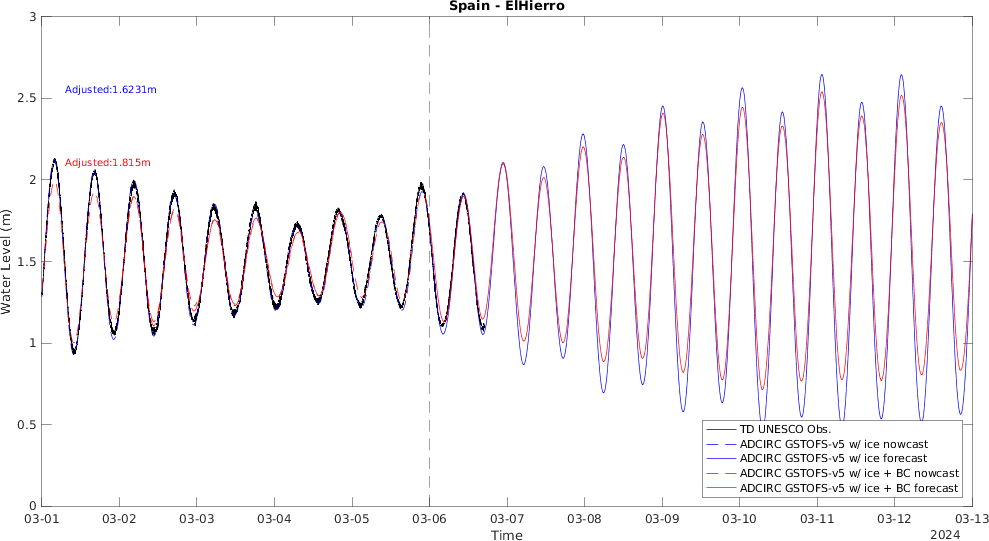 Spain - ElHierro
3
2.5
2
1.5
1
0.5
0
Water Level (m)
Adjusted:1.6231m
Adjusted:1.815m
TD UNESCO Obs.
ADCIRC GSTOFS-v5 w/ ice nowcast
ADCIRC GSTOFS-v5 w/ ice forecast
ADCIRC GSTOFS-v5 w/ ice + BC nowcast
ADCIRC GSTOFS-v5 w/ ice + BC forecast
03-01 03-02 03-03 03-04 03-05 03-06 03-07 03-08 03-09 03-10 03-11 03-12 03-13
Time
2024